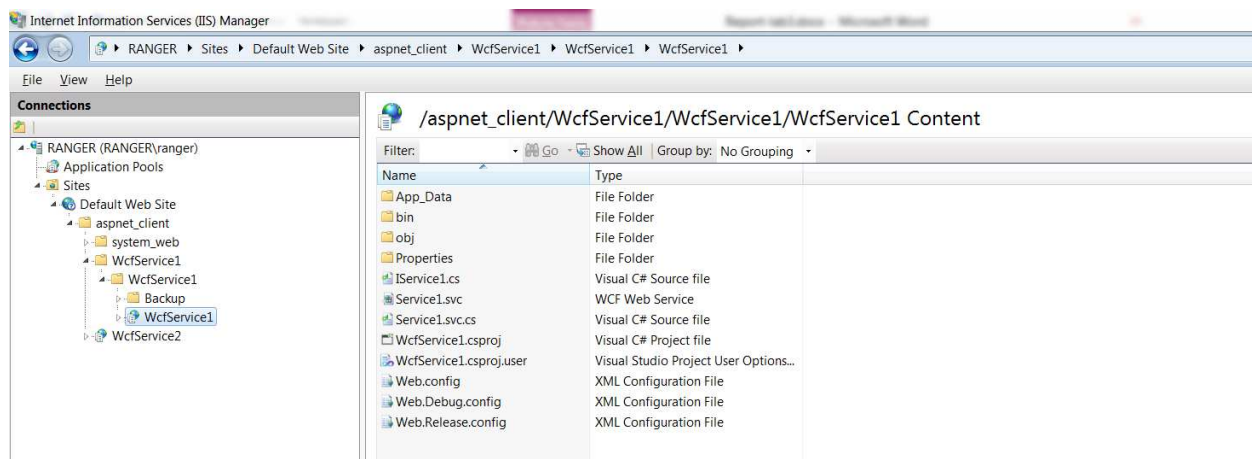 Internet Information Services (IIS) Manager
RANGER Sites Default Web Site aspnet_client WcfService1 WcfService1 WcfService1
File View Help
Connections
RANGER (RANGER\ranger)
Application Pools
Sites
Default Web Site
aspnet_client
system_web
WcfService1
WcfService1
Backup
WcfService1
WcfService2
/aspnet_client/WcfService1/WcfService1/WcfService1 Content
Filter: Go Show All Group by: No Grouping
Name Type
App_Data File Folder
bin File Folder
obj File Folder
Properties File Folder
IService1.cs Visual C# Source file
Service1.svc WCF Web Service
Service1.svc.cs Visual C# Source file
WcfService1.csproj Visual C# Project file
WcfService1.csproj.user Visual Studio Project User Options...
Web.config XML Configuration File
Web.Debug.config XML Configuration File
Web.Release.config XML Configuration File